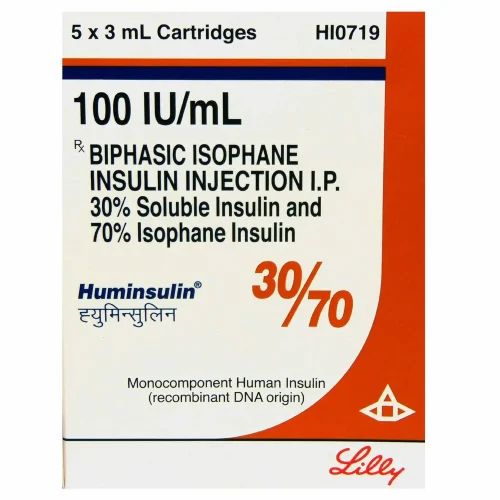 5 x 3 mL Cartridges HI0719
100 IU/mL
Rx BIPHASIC ISOPHANE
INSULIN INJECTION I.P.
30% Soluble Insulin and
70% Isophane Insulin
Huminsulin® 30/70
ह्युमिन्सुलिन
Monocomponent Human Insulin
(recombinant DNA origin)
Lilly